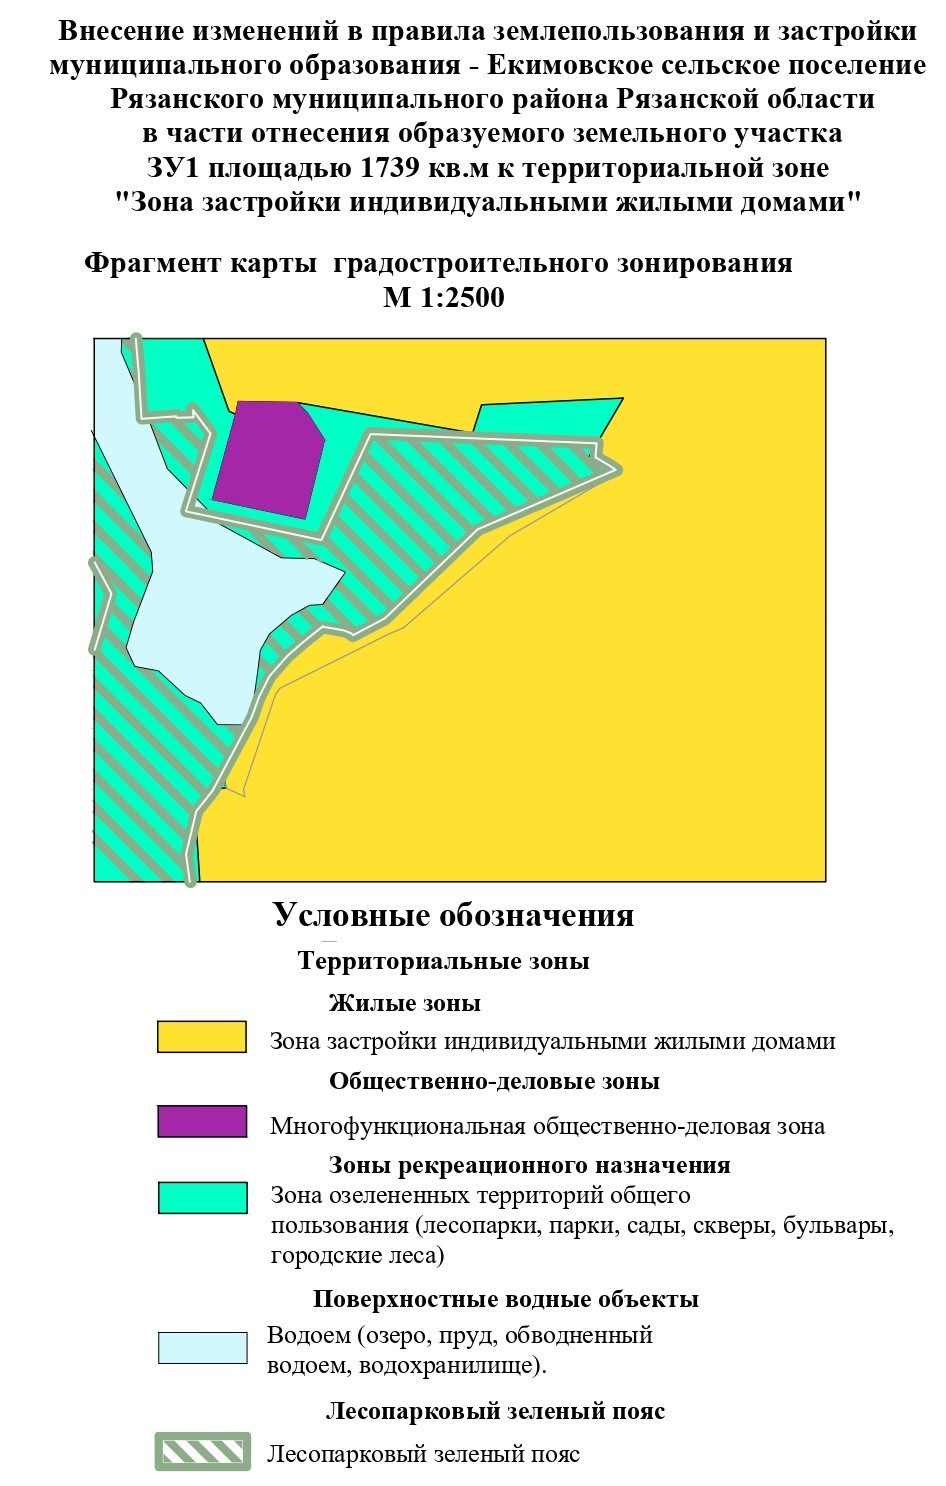 Внесение изменений в правила землепользования и застройки
муниципального образования - Екимовское сельское поселение
Рязанского муниципального района Рязанской области
в части отнесения образуемого земельного участка
ЗУ1 площадью 1739 кв.м к территориальной зоне
"Зона застройки индивидуальными жилыми домами"
Фрагмент карты градостроительного зонирования
М 1:2500
Условные обозначения
Территориальные зоны
Жилые зоны
Зона застройки индивидуальными жилыми домами
Общественно-деловые зоны
Многофункциональная общественно-деловая зона
Зоны рекреационного назначения
Зона озелененных территорий общего
пользования (лесопарки, парки, сады, скверы, бульвары,
городские леса)
Поверхностные водные объекты
Водоем (озеро, пруд, обводненный
водоем, водохранилище).
Лесопарковый зеленый пояс
Лесопарковый зеленый пояс